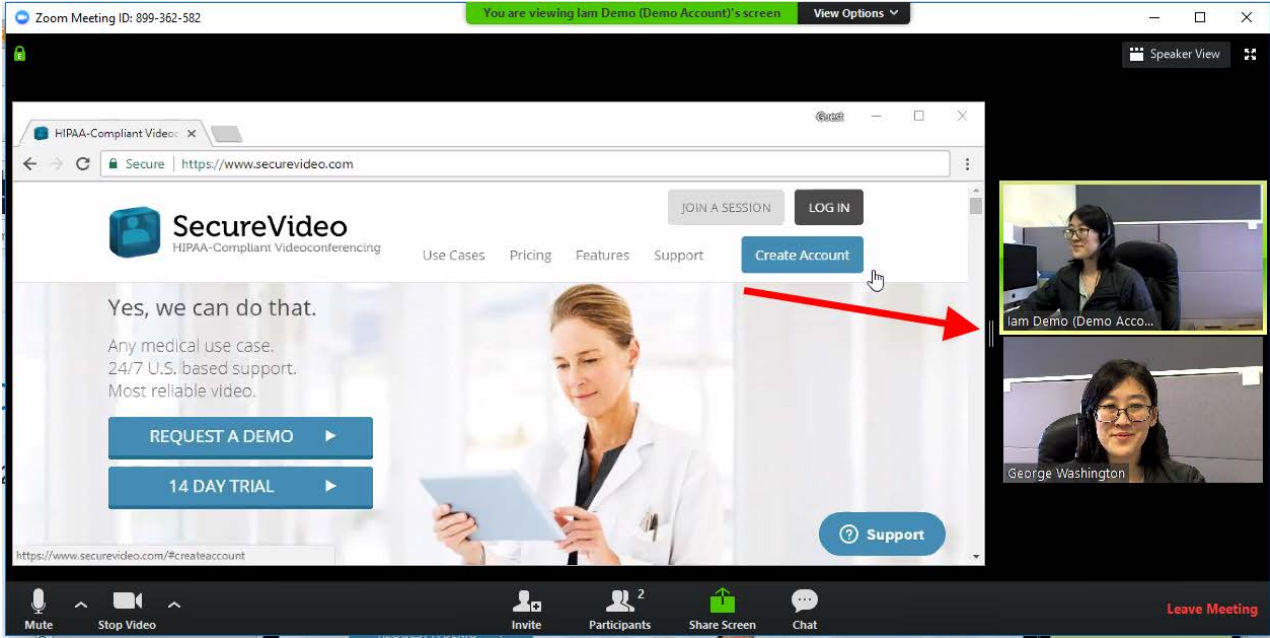 Zoom Meeting ID: 899-362-582
You are viewing Iam Demo (Demo Account)'s screen
View Options
E
Speaker View
Guest
HIPAA-Compliant Video
Secure | https://www.securevideo.com
JOIN A SESSION
LOG IN
SecureVideo
HIPAA-Compliant Videoconferencing
Use Cases
Pricing
Features
Support
Create Account
Yes, we can do that.
Any medical use case.
24/7 U.S. based support.
Most reliable video.
REQUEST A DEMO
14 DAY TRIAL
? Support
https://www.securevideo.com/#createaccount
Iam Demo (Demo Acco...
George Washington
Mute
Stop Video
Invite
2
Participants
Share Screen
Chat
Leave Meeting